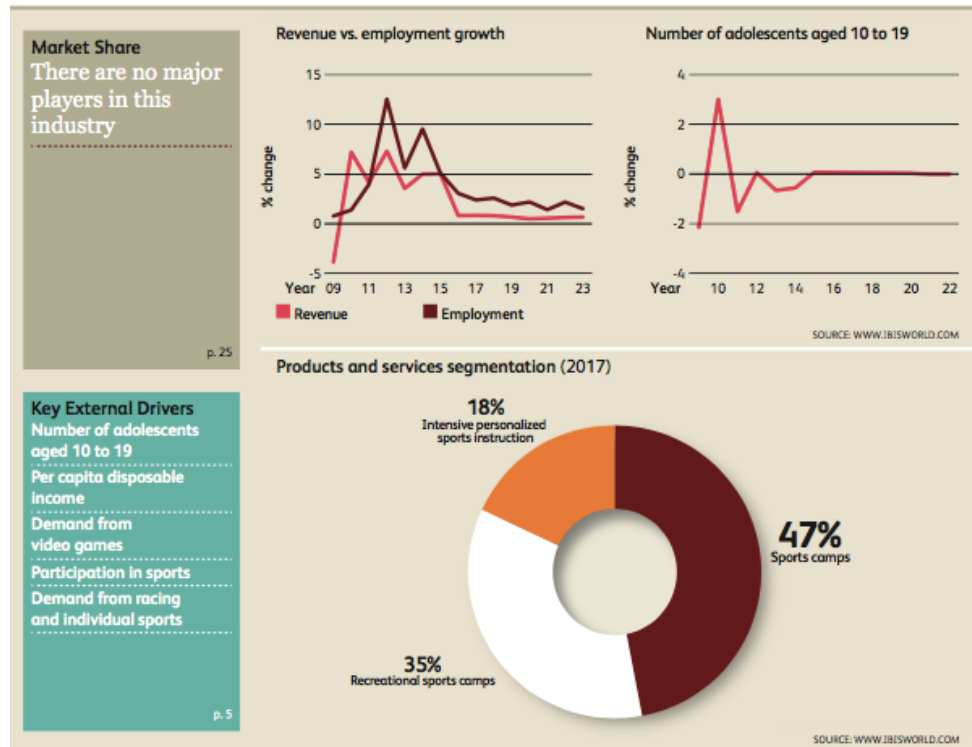 Market Share
There are no major
players in this
industry
p. 25
Key External Drivers
Number of adolescents
aged 10 to 19
Per capita disposable
income
Demand from
video games
Participation in sports
Demand from racing
and individual sports
p. 5
Revenue vs. employment growth
% change
15
10
5
0
-5
Year 09 11 13 15 17 19 21 23
Revenue Employment
Number of adolescents aged 10 to 19
% change
4
2
0
-2
-4
Year 10 12 14 16 18 20 22
SOURCE: WWW.IBISWORLD.COM
Products and services segmentation (2017)
18%
Intensive personalized
sports instruction
47%
Sports camps
35%
Recreational sports camps
SOURCE: WWW.IBISWORLD.COM